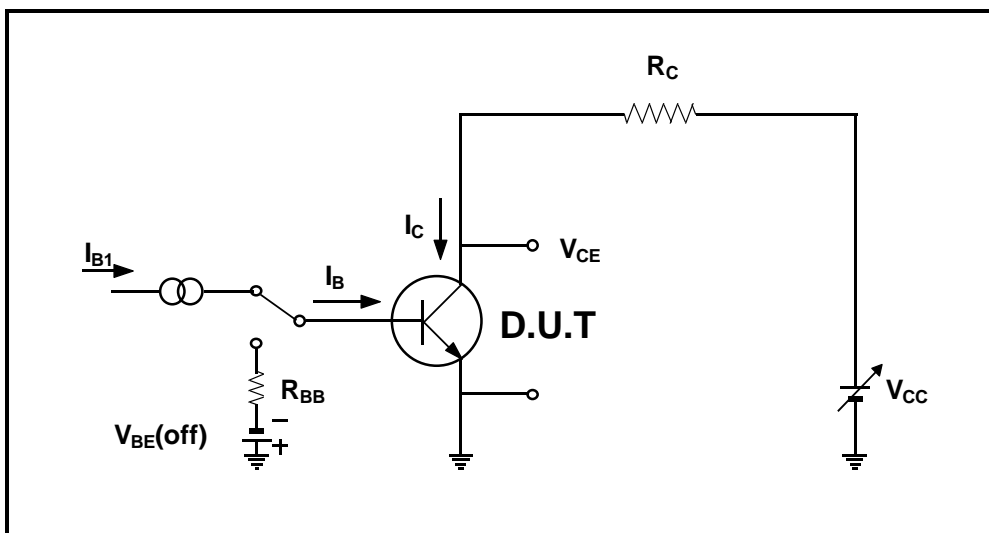 R_C
I_C
V_CE
I_B1
I_B
D.U.T
R_BB
V_CC
−
V_BE(off)
+